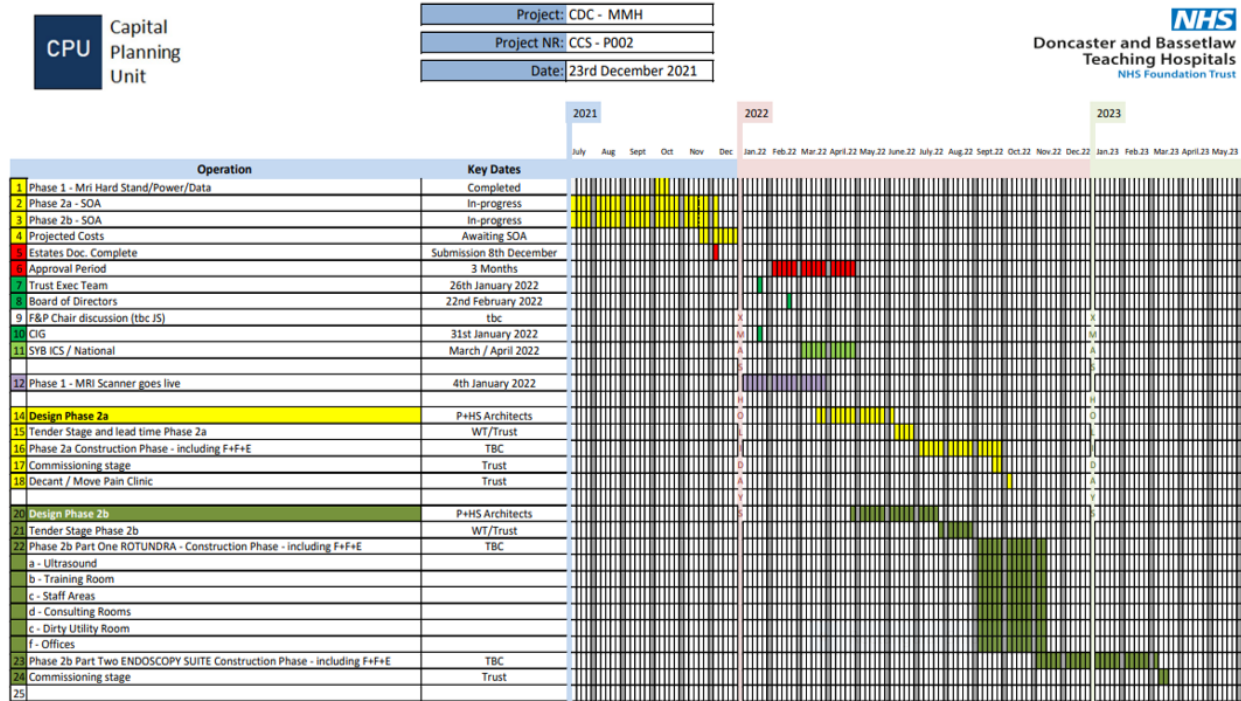 CPU
Capital
Planning
Unit
Project: CDC - MMH
Project NR: CCS - P002
Date: 23rd December 2021
NHS
Doncaster and Bassetlaw
Teaching Hospitals
NHS Foundation Trust
2021 2022 2023
July Aug Sept Oct Nov Dec Jan.22 Feb.22 Mar.22 April.22 May.22 June.22 July.22 Aug.22 Sept.22 Oct.22 Nov.22 Dec.22 Jan.23 Feb.23 Mar.23 April.23 May.23
Operation Key Dates
1 Phase 1 - Mri Hard Stand/Power/Data Completed
2 Phase 2a - SOA In-progress
3 Phase 2b - SOA In-progress
4 Projected Costs Awaiting SOA
5 Estates Doc. Complete Submission 8th December
6 Approval Period 3 Months
7 Trust Exec Team 26th January 2022
8 Board of Directors 22nd February 2022
9 F&P Chair discussion (tbc JS) tbc
10 CIG 31st January 2022
11 SYB ICS / National March / April 2022
12 Phase 1 - MRI Scanner goes live 4th January 2022
14 Design Phase 2a P+HS Architects
15 Tender Stage and lead time Phase 2a WT/Trust
16 Phase 2a Construction Phase - including F+F+E TBC
17 Commissioning stage Trust
18 Decant / Move Pain Clinic Trust
20 Design Phase 2b P+HS Architects
21 Tender Stage Phase 2b WT/Trust
22 Phase 2b Part One ROTUNDRA - Construction Phase - including F+F+E TBC
a - Ultrasound
b - Training Room
c - Staff Areas
d - Consulting Rooms
c - Dirty Utility Room
f - Offices
23 Phase 2b Part Two ENDOSCOPY SUITE Construction Phase - including F+F+E TBC
24 Commissioning stage Trust
25
XMAS HOLIDAYS
XMAS HOLIDAYS